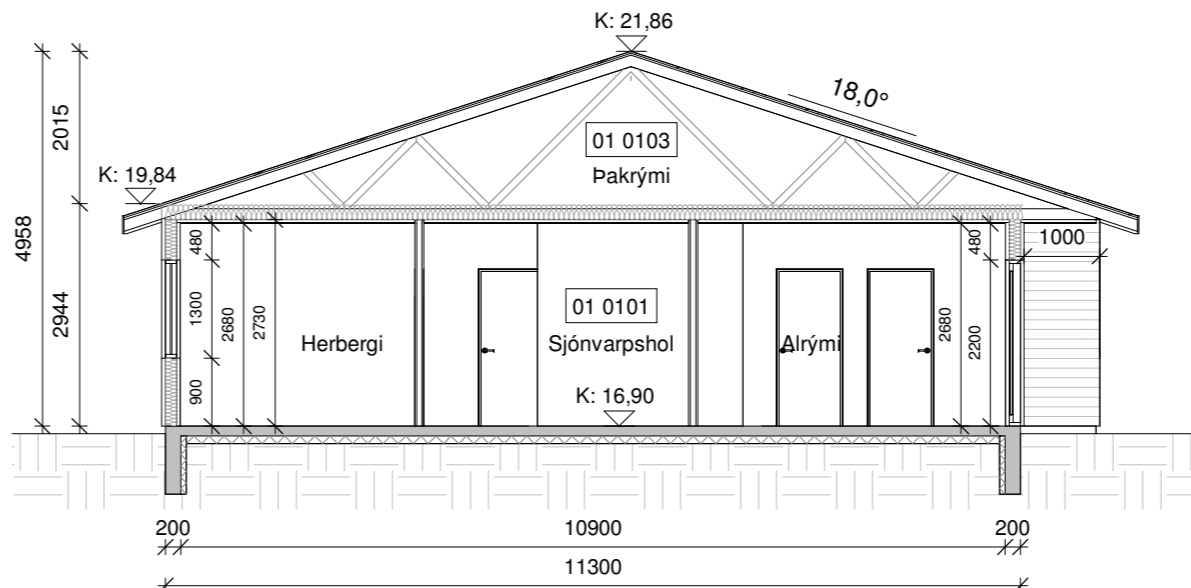 K: 21,86
18,0°
2015
01 0103
Þakrými
K: 19,84
4958
480
480
1000
2944
1300
2680
2730
01 0101
Herbergi
Sjónvarpshol
Alrými
2680
2200
900
K: 16,90
200
10900
200
11300